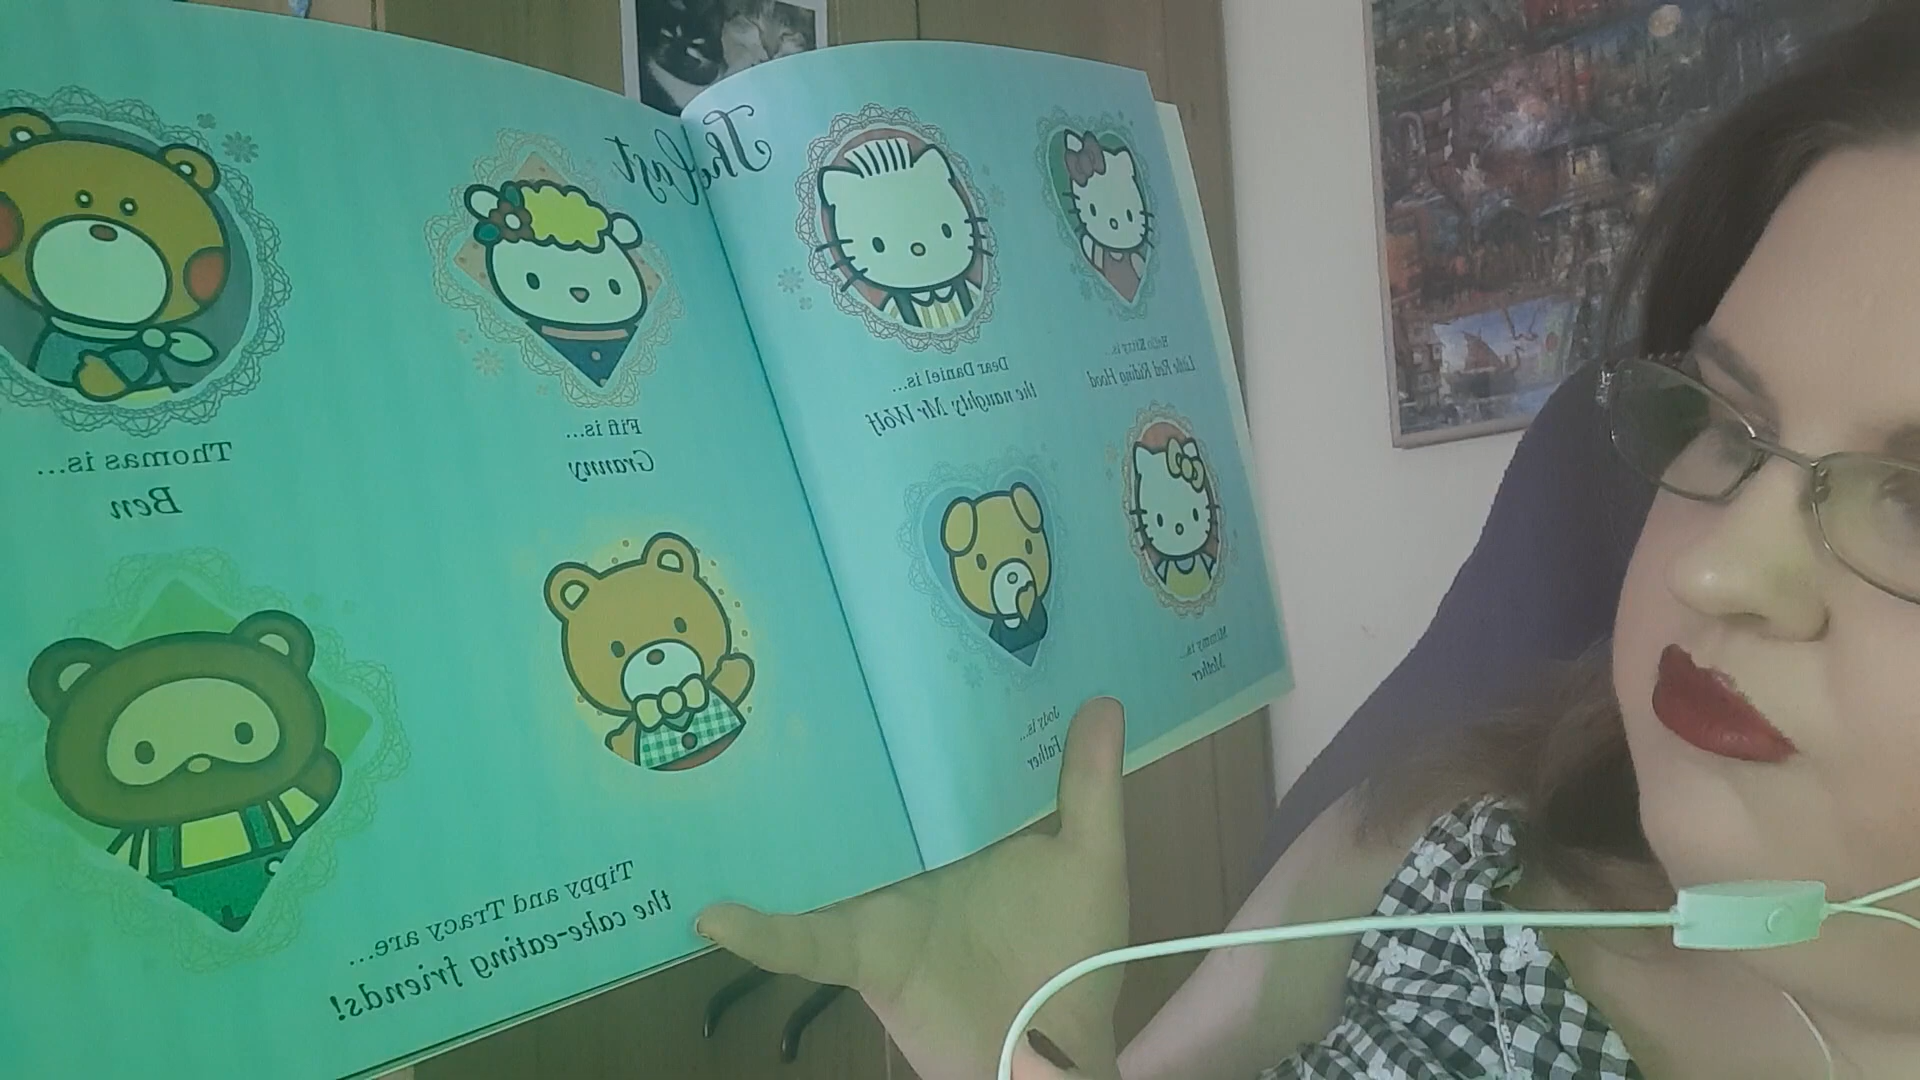 The Cast
Hello Kitty is...
Little Red Riding Hood
Dear Daniel is...
the naughty Mr Wolf
Mimmy is...
Mother
Jody is...
Father
Fifi is...
Granny
Thomas is...
Ben
Tippy and Tracy are...
the cake-eating friends!